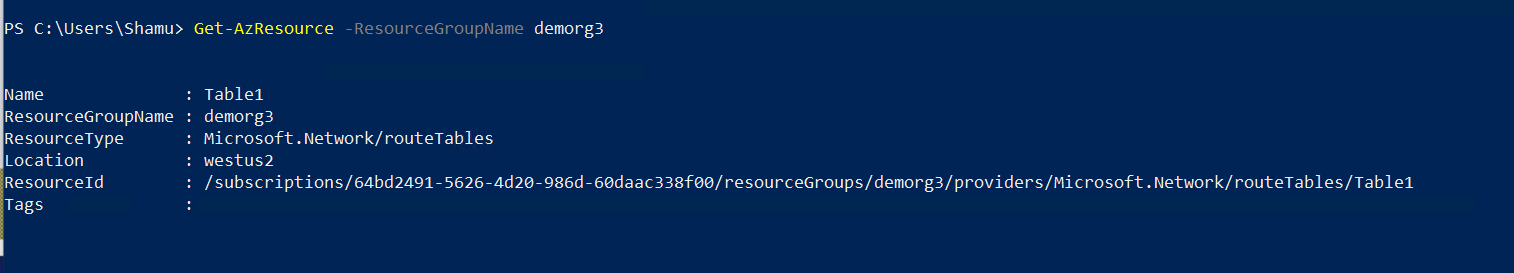 PS C:\Users\Shamu> Get-AzResource -ResourceGroupName demorg3
Name : Table1
ResourceGroupName : demorg3
ResourceType : Microsoft.Network/routeTables
Location : westus2
ResourceId : /subscriptions/64bd2491-5626-4d20-986d-60daac338f00/resourceGroups/demorg3/providers/Microsoft.Network/routeTables/Table1
Tags :